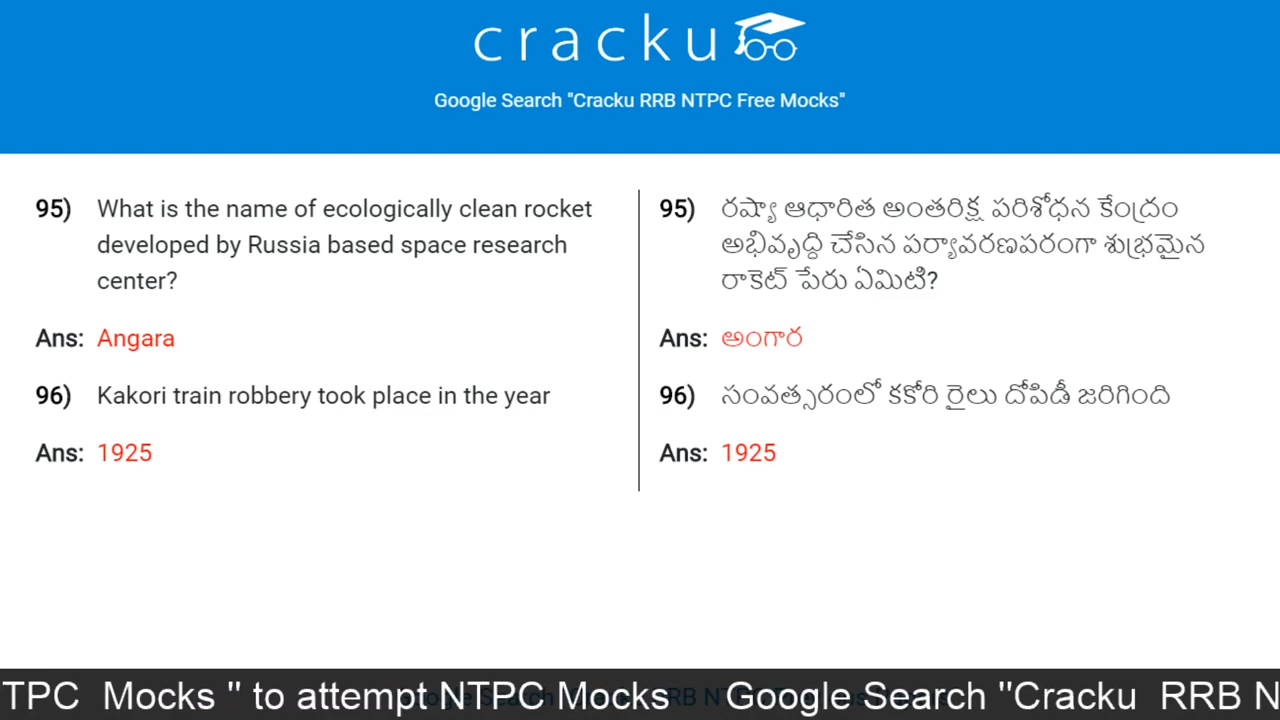 cracku
Google Search "Cracku RRB NTPC Free Mocks"
95) What is the name of ecologically clean rocket
developed by Russia based space research
center?
Ans: Angara
96) Kakori train robbery took place in the year
Ans: 1925
95) రష్యా ఆధారిత అంతరిక్ష పరిశోధన కేంద్రం
అభివృద్ది చేసిన పర్యావరణపరంగా శుభ్రమైన
రాకెట్ పేరు ఏమిటి?
Ans: అంగార
96) సంవత్సరంలో కకోరి రైలు దోపిడీ జరిగింది
Ans: 1925
TPC Mocks " to attempt NTPC Mocks Google Search "Cracku RRB N